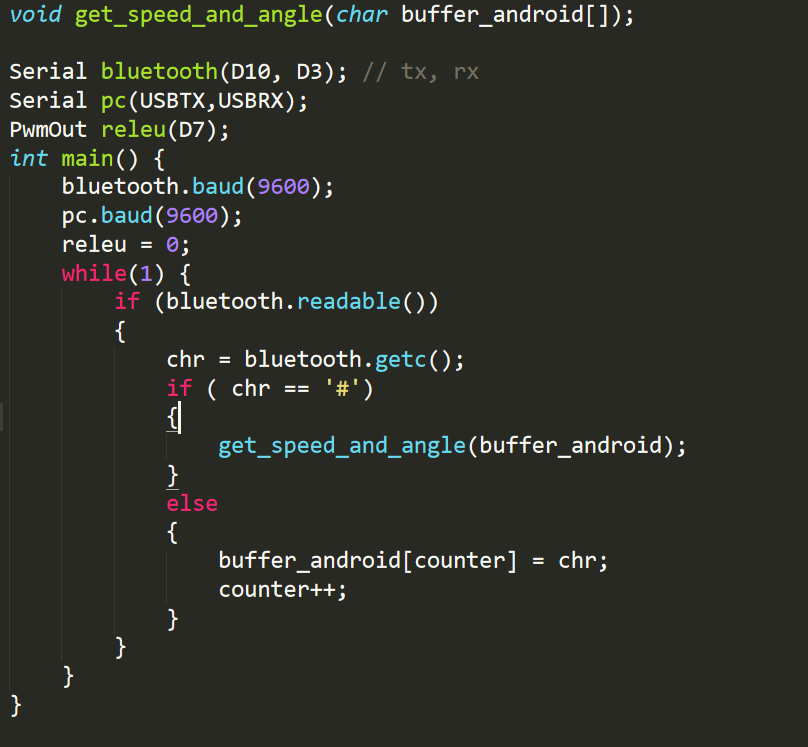 void get_speed_and_angle(char buffer_android[]);
Serial bluetooth(D10, D3); // tx, rx
Serial pc(USBTX,USBRX);
PwmOut releu(D7);
int main() {
bluetooth.baud(9600);
pc.baud(9600);
releu = 0;
while(1) {
if (bluetooth.readable())
{
chr = bluetooth.getc();
if ( chr == '#')
{
get_speed_and_angle(buffer_android);
}
else
{
buffer_android[counter] = chr;
counter++;
}
}
}
}